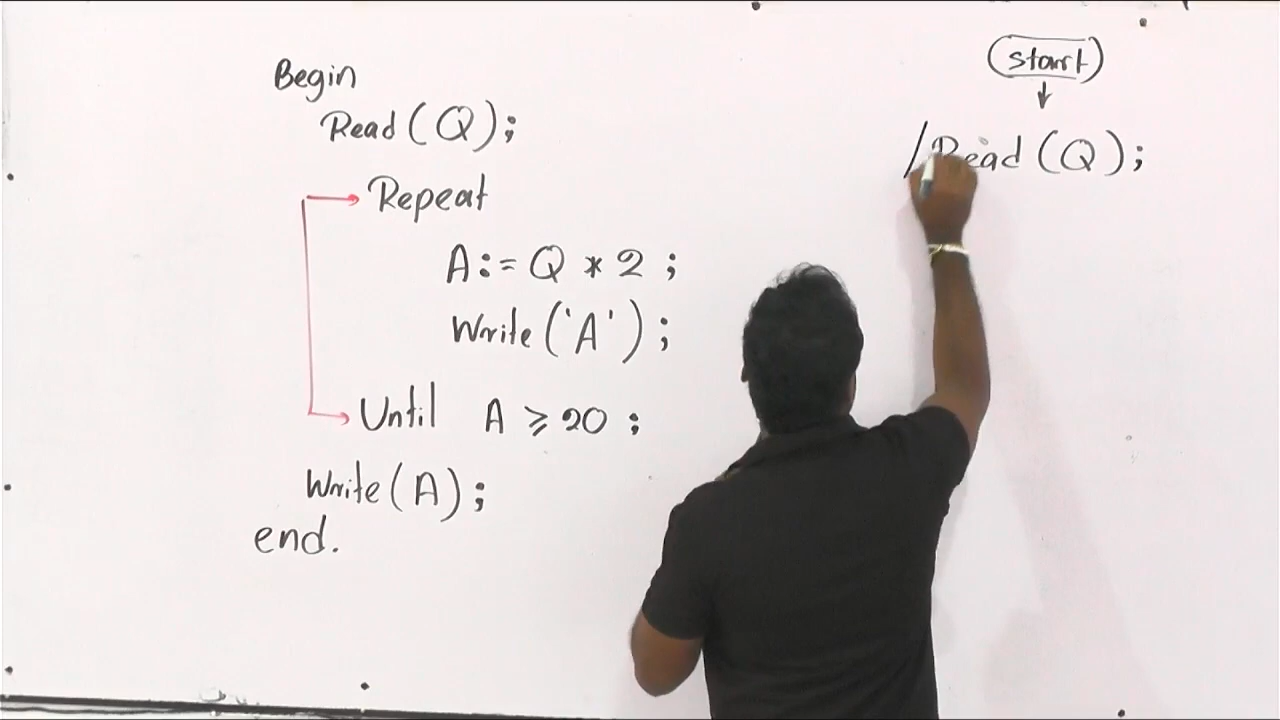 Begin
Read (Q);
Repeat
A := Q * 2 ;
Write ('A') ;
Until A ⩾ 20 ;
Write (A) ;
end.
start
Read (Q) ;